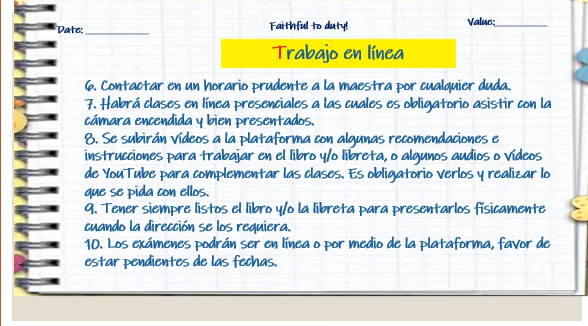 Date: ____________ Faithful to duty! Value:__________
Trabajo en línea
6. Contactar en un horario prudente a la maestra por cualquier duda.
7. Habrá clases en línea presenciales a las cuales es obligatorio asistir con la
cámara encendida y bien presentados.
8. Se subirán vídeos a la plataforma con algunas recomendaciones e
instrucciones para trabajar en el libro y/o libreta, o algunos audios o vídeos
de YouTube para complementar las clases. Es obligatorio verlos y realizar lo
que se pida con ellos.
9. Tener siempre listos el libro y/o la libreta para presentarlos físicamente
cuando la dirección se los requiera.
10. Los exámenes podrán ser en línea o por medio de la plataforma, favor de
estar pendientes de las fechas.